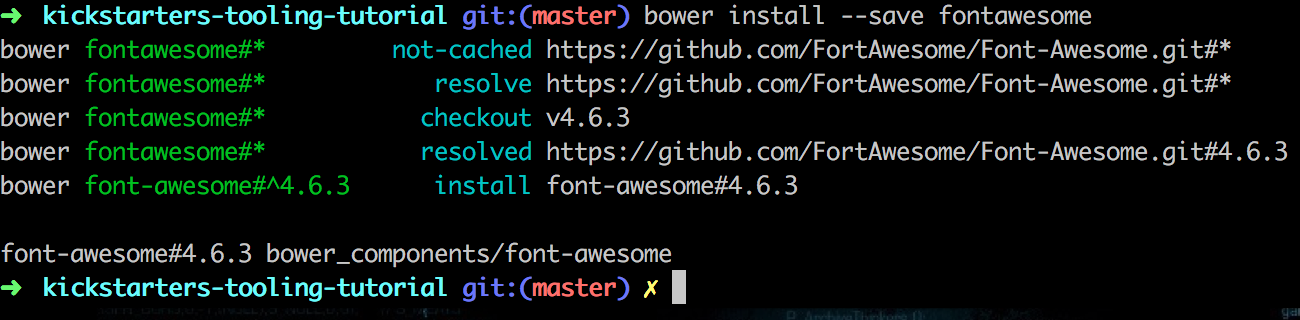 ➜ kickstarters-tooling-tutorial git:(master) bower install --save fontawesome
bower fontawesome#* not-cached https://github.com/FortAwesome/Font-Awesome.git#*
bower fontawesome#* resolve https://github.com/FortAwesome/Font-Awesome.git#*
bower fontawesome#* checkout v4.6.3
bower fontawesome#* resolved https://github.com/FortAwesome/Font-Awesome.git#4.6.3
bower font-awesome#^4.6.3 install font-awesome#4.6.3
font-awesome#4.6.3 bower_components/font-awesome
➜ kickstarters-tooling-tutorial git:(master) ✗